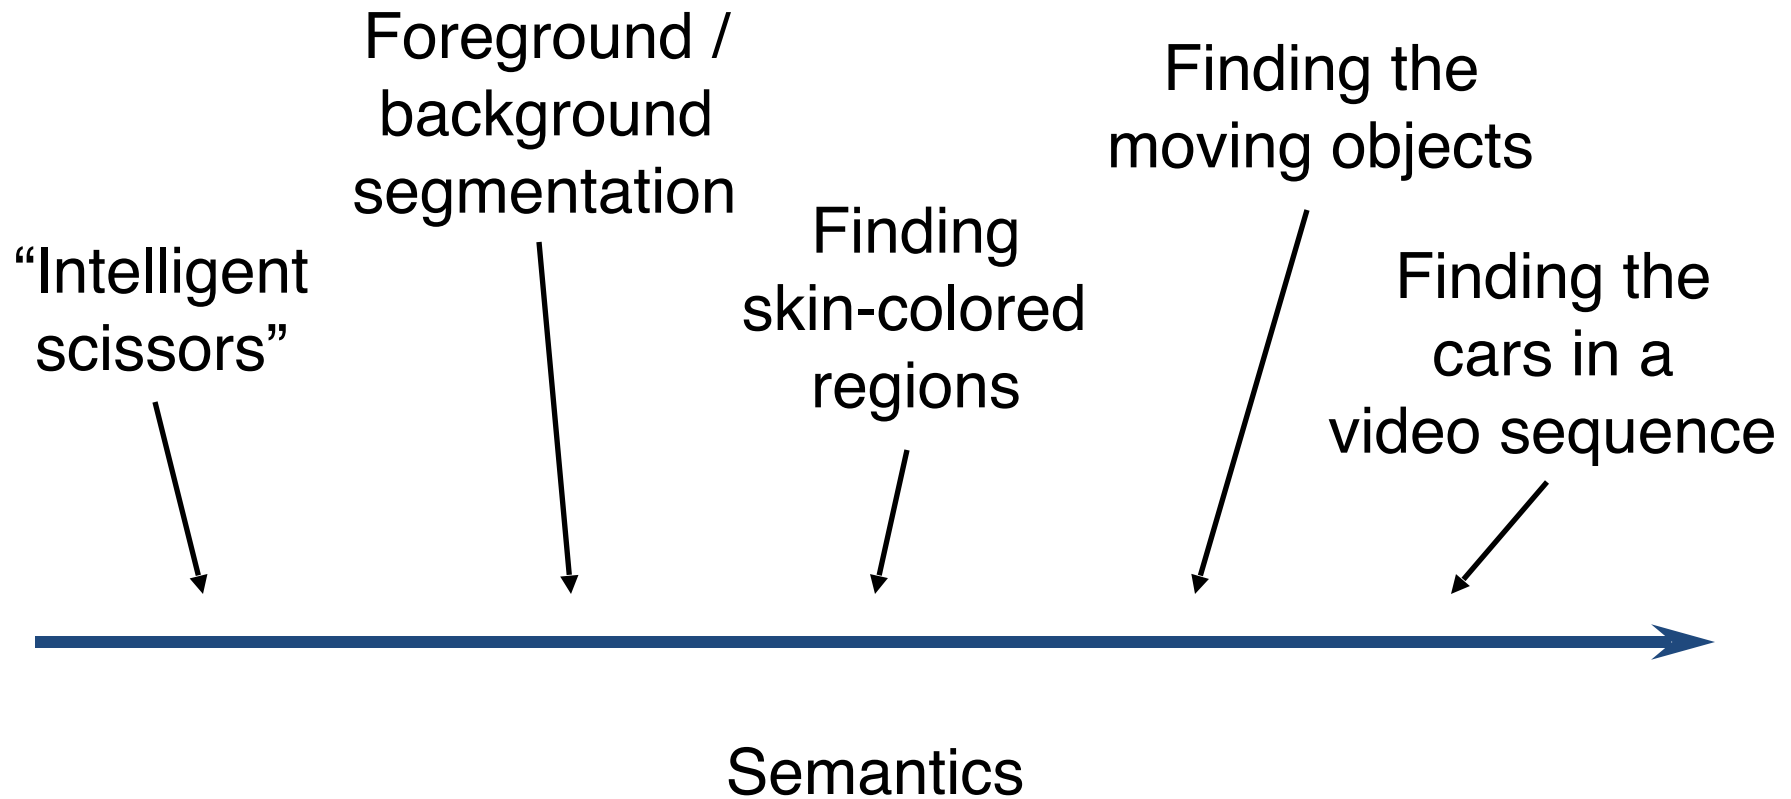 “Intelligent
scissors”
Foreground /
background
segmentation
Finding
skin-colored
regions
Finding the
moving objects
Finding the
cars in a
video sequence
Semantics